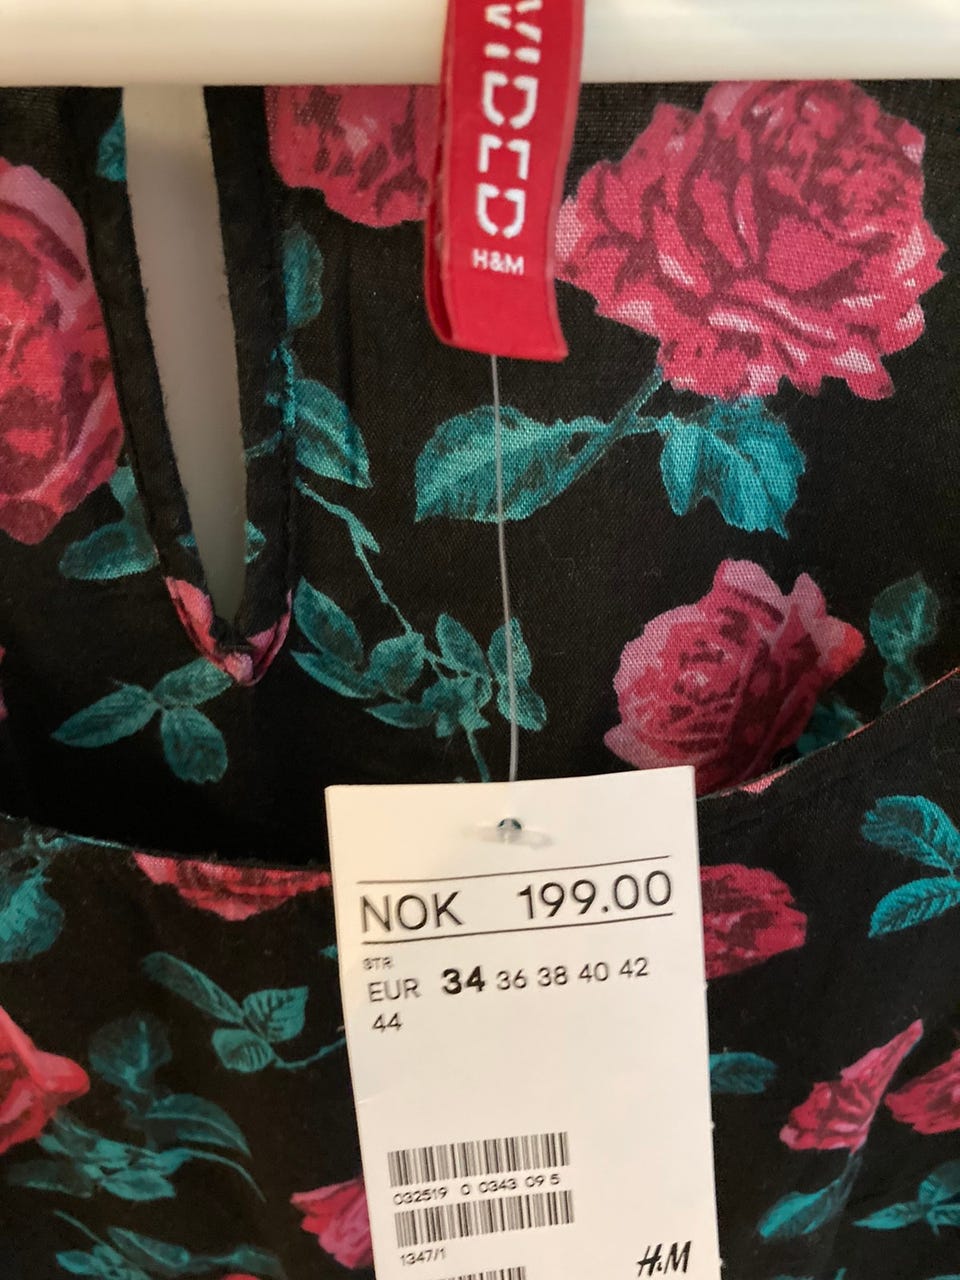 VIDED
H&M
NOK 199.00
STR
EUR 34 36 38 40 42
44
032519 0 0343 09 5
1347/1
H&M